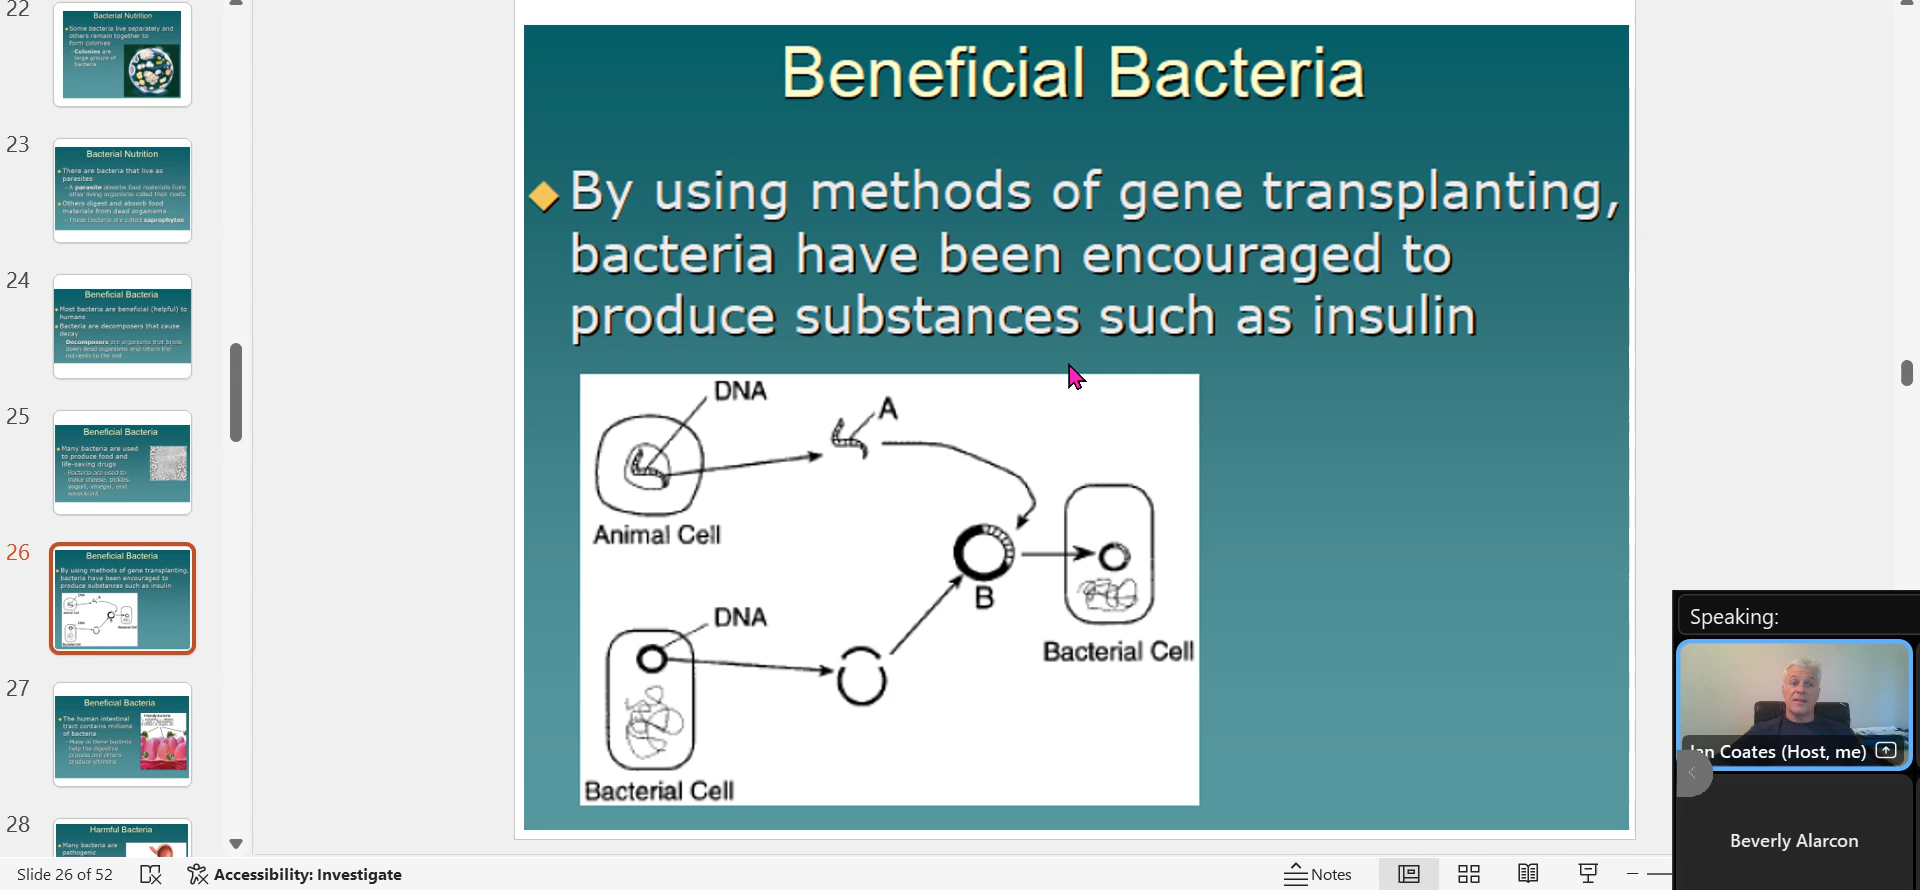 22
Bacterial Nutrition
Some bacteria live separately and
others remain together to
form colonies
Colonies are
large groups of
bacteria
23
Bacterial Nutrition
There are bacteria that live as
parasites
– A parasite absorbs food materials from
other living organisms called their hosts
Others digest and absorb food
materials from dead organisms
– These bacteria are called saprophytes
24
Beneficial Bacteria
Most bacteria are beneficial (helpful) to
humans
Bacteria are decomposers that cause
decay
– Decomposers are organisms that break
down dead organisms and return the
nutrients to the soil
25
Beneficial Bacteria
Many bacteria are used
to produce food and
life-saving drugs
– Bacteria are used to
make cheese, pickles,
yogurt, vinegar, and
sauerkraut
26
Beneficial Bacteria
By using methods of gene transplanting,
bacteria have been encouraged to
produce substances such as insulin
27
Beneficial Bacteria
The human intestinal
tract contains millions
of bacteria
– Many of these bacteria
help the digestive
process and others
produce vitamins
28
Harmful Bacteria
Many bacteria are
pathogenic
Beneficial Bacteria
By using methods of gene transplanting,
bacteria have been encouraged to
produce substances such as insulin
DNA
A
Animal Cell
B
DNA
Bacterial Cell
Bacterial Cell
Speaking:
Ian Coates (Host, me)
Beverly Alarcon
Slide 26 of 52
Accessibility: Investigate
Notes